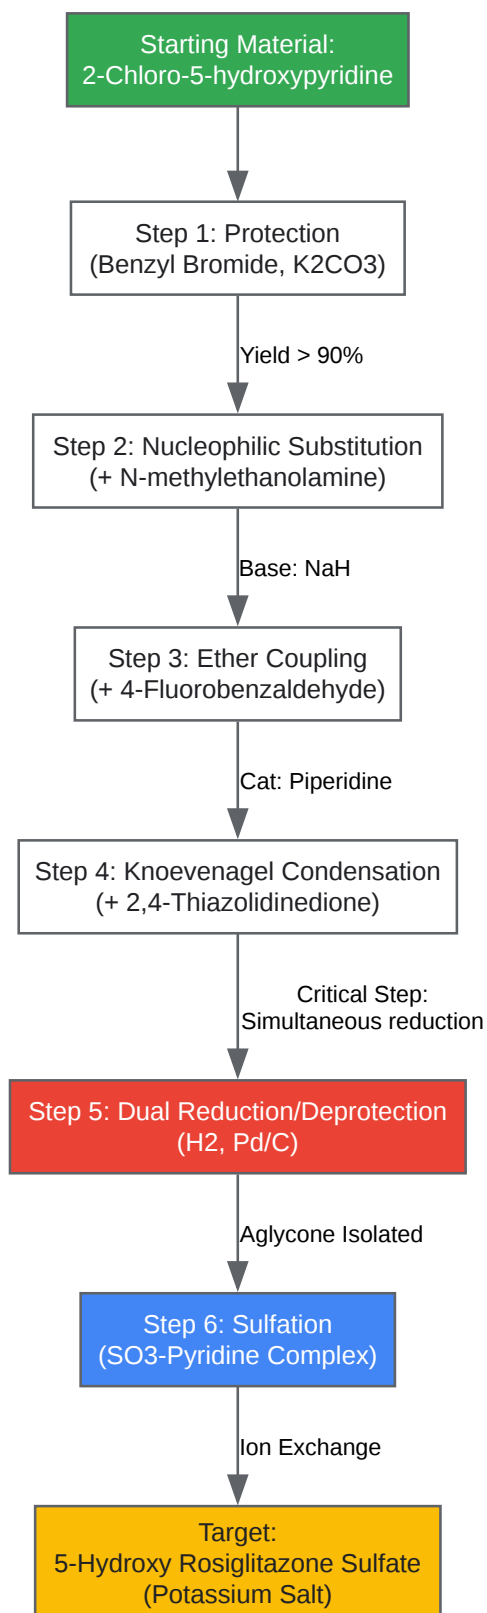 Starting Material:
2-Chloro-5-hydroxypyridine
Step 1: Protection
(Benzyl Bromide, K2CO3)
Yield > 90%
Step 2: Nucleophilic Substitution
(+ N-methylethanolamine)
Base: NaH
Step 3: Ether Coupling
(+ 4-Fluorobenzaldehyde)
Cat: Piperidine
Step 4: Knoevenagel Condensation
(+ 2,4-Thiazolidinedione)
Critical Step:
Simultaneous reduction
Step 5: Dual Reduction/Deprotection
(H2, Pd/C)
Aglycone Isolated
Step 6: Sulfation
(SO3-Pyridine Complex)
Ion Exchange
Target:
5-Hydroxy Rosiglitazone Sulfate
(Potassium Salt)